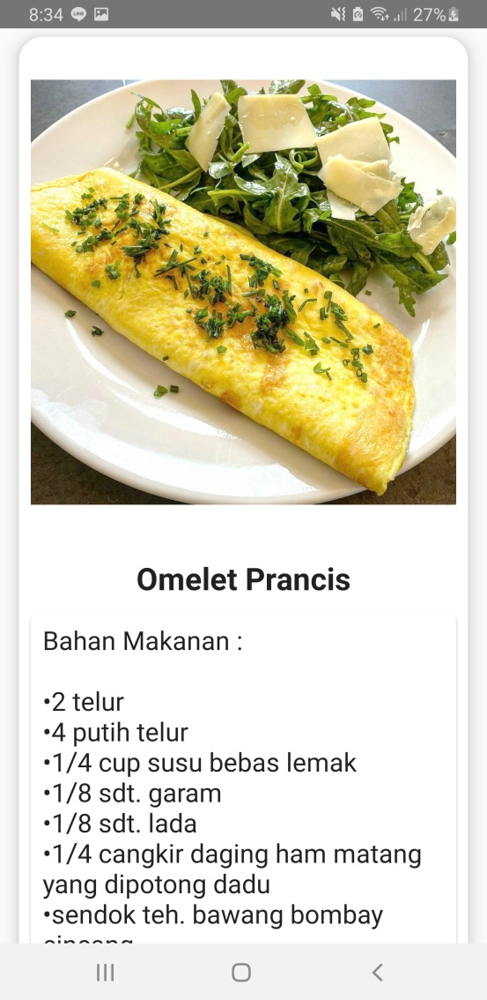 8:34
27%
Omelet Prancis
Bahan Makanan :
•2 telur
•4 putih telur
•1/4 cup susu bebas lemak
•1/8 sdt. garam
•1/8 sdt. lada
•1/4 cangkir daging ham matang
yang dipotong dadu
•sendok teh. bawang bombay